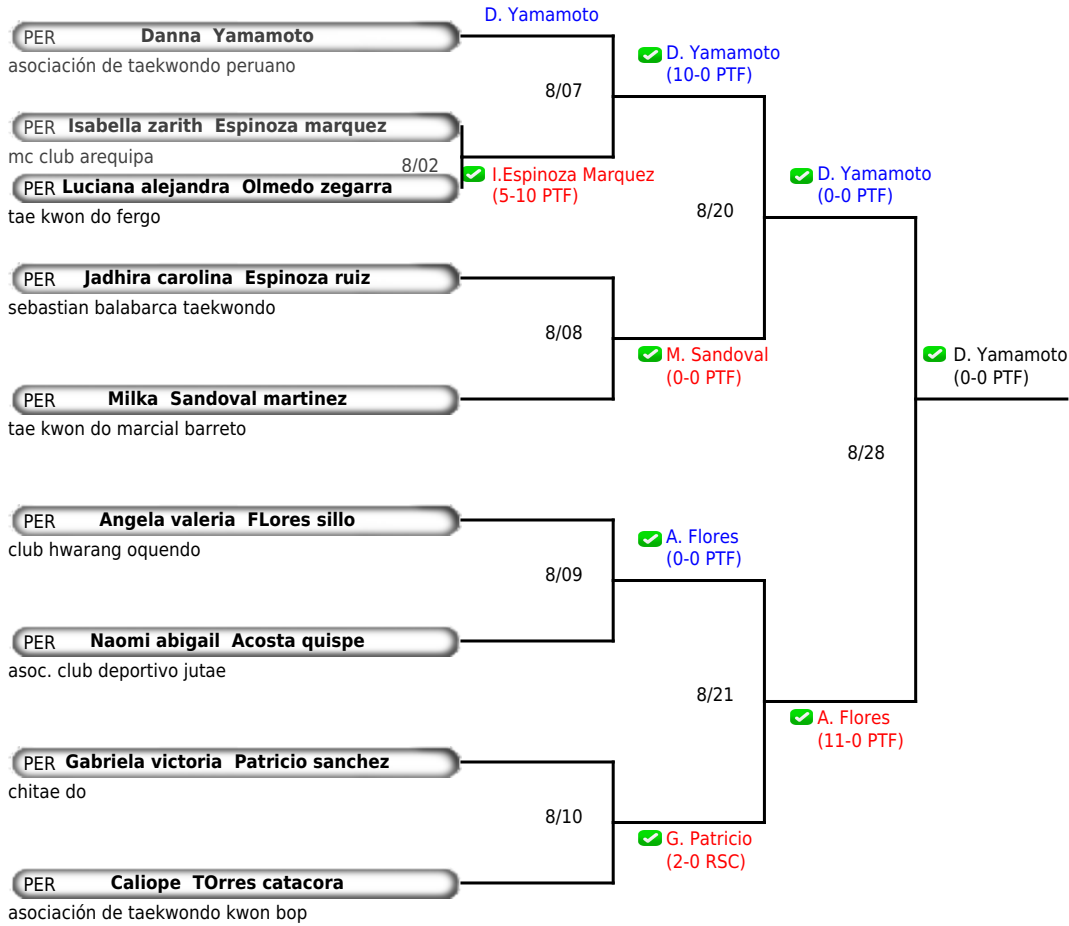 D. Yamamoto
PER Danna Yamamoto
asociación de taekwondo peruano
D. Yamamoto
(10-0 PTF)
8/07
PER Isabella zarith Espinoza marquez
mc club arequipa
8/02
I.Espinoza Marquez
(5-10 PTF)
PER Luciana alejandra Olmedo zegarra
tae kwon do fergo
D. Yamamoto
(0-0 PTF)
8/20
PER Jadhira carolina Espinoza ruiz
sebastian balabarca taekwondo
8/08
M. Sandoval
(0-0 PTF)
D. Yamamoto
(0-0 PTF)
PER Milka Sandoval martinez
tae kwon do marcial barreto
8/28
PER Angela valeria FLores sillo
club hwarang oquendo
A. Flores
(0-0 PTF)
8/09
PER Naomi abigail Acosta quispe
asoc. club deportivo jutae
8/21
A. Flores
(11-0 PTF)
PER Gabriela victoria Patricio sanchez
chitae do
8/10
G. Patricio
(2-0 RSC)
PER Caliope TOrres catacora
asociación de taekwondo kwon bop